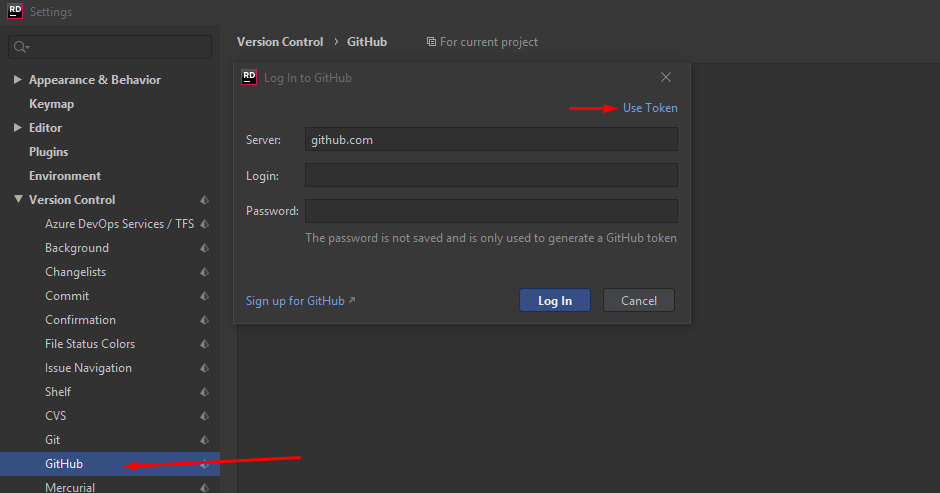 RD Settings
Version Control › GitHub For current project
Appearance & Behavior
Keymap
Editor
Plugins
Environment
Version Control
Azure DevOps Services / TFS
Background
Changelists
Commit
Confirmation
File Status Colors
Issue Navigation
Shelf
CVS
Git
GitHub
Mercurial
RD Log In to GitHub
Use Token
Server: github.com
Login:
Password:
The password is not saved and is only used to generate a GitHub token
Sign up for GitHub Log In Cancel